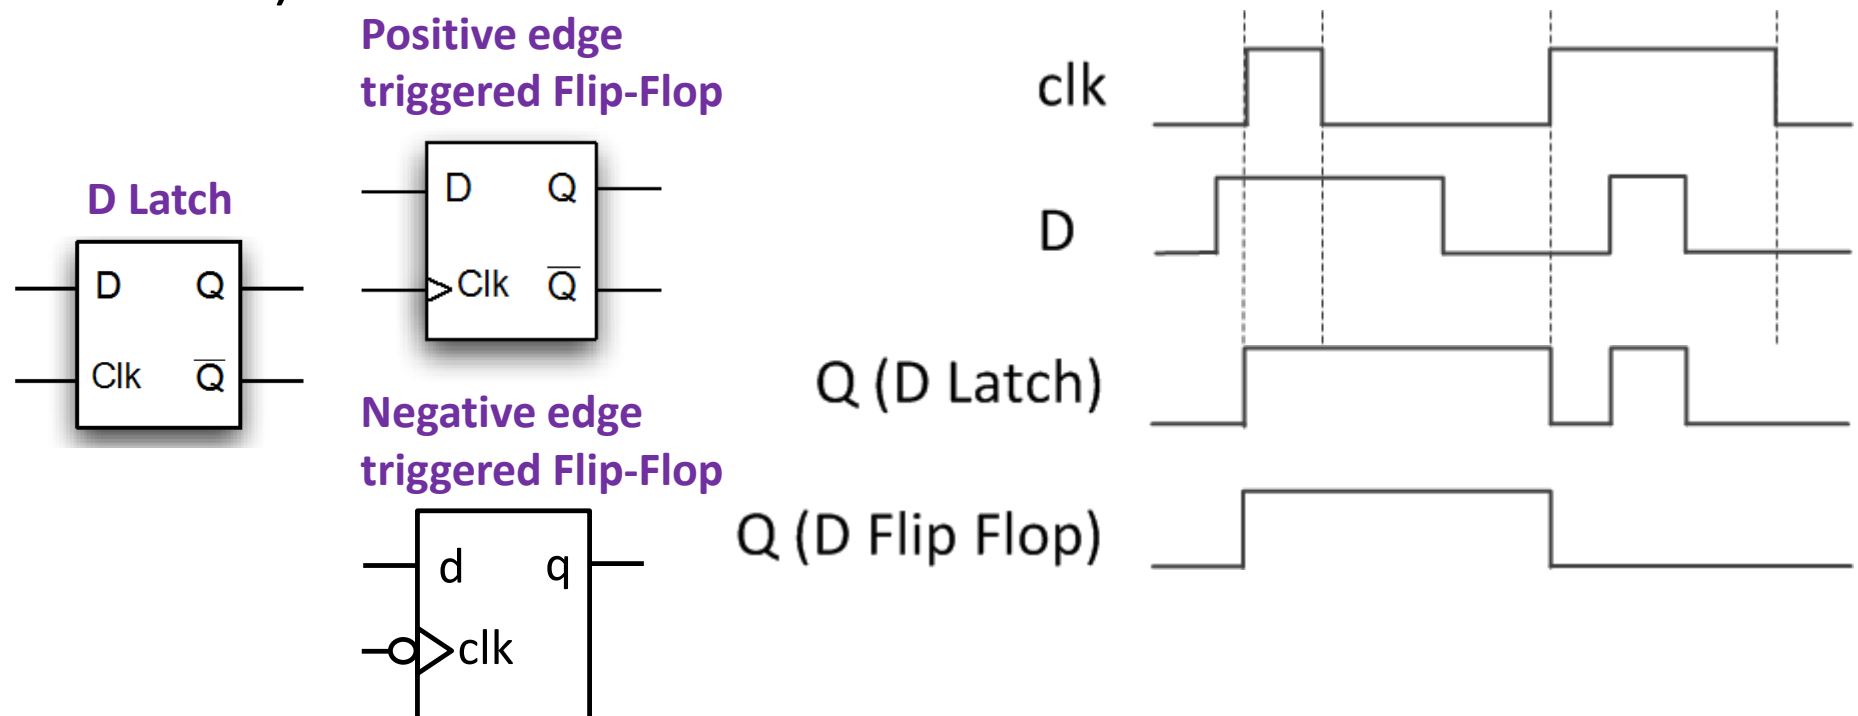 Positive edge
triggered Flip-Flop
D Latch
D Q
Clk Q̅
D Q
Clk Q̅
Negative edge
triggered Flip-Flop
d q
clk
clk
D
Q (D Latch)
Q (D Flip Flop)